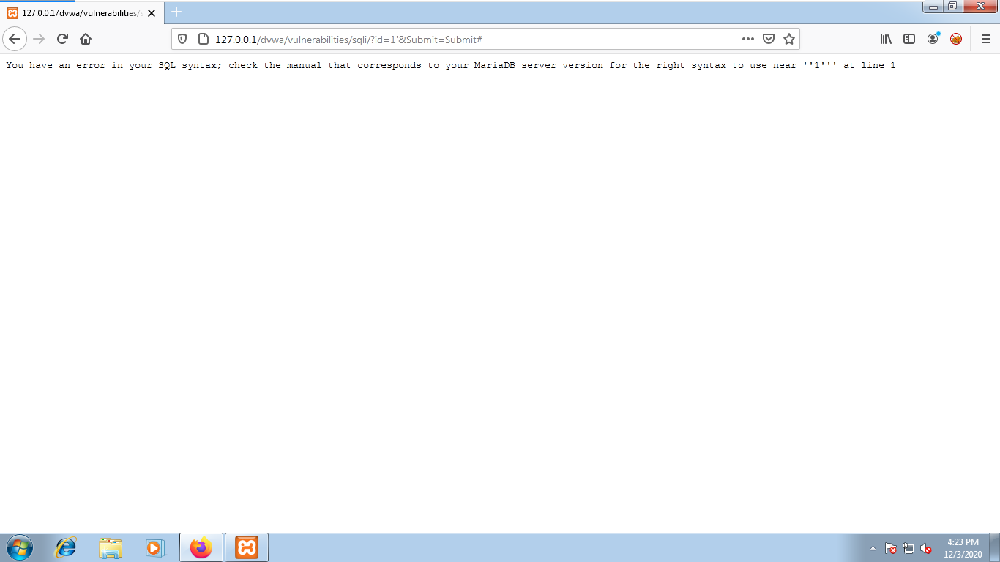 127.0.0.1/dvwa/vulnerabilities/s
127.0.0.1/dvwa/vulnerabilities/sqli/?id=1'&Submit=Submit#
You have an error in your SQL syntax; check the manual that corresponds to your MariaDB server version for the right syntax to use near ''1''' at line 1
4:23 PM
12/3/2020